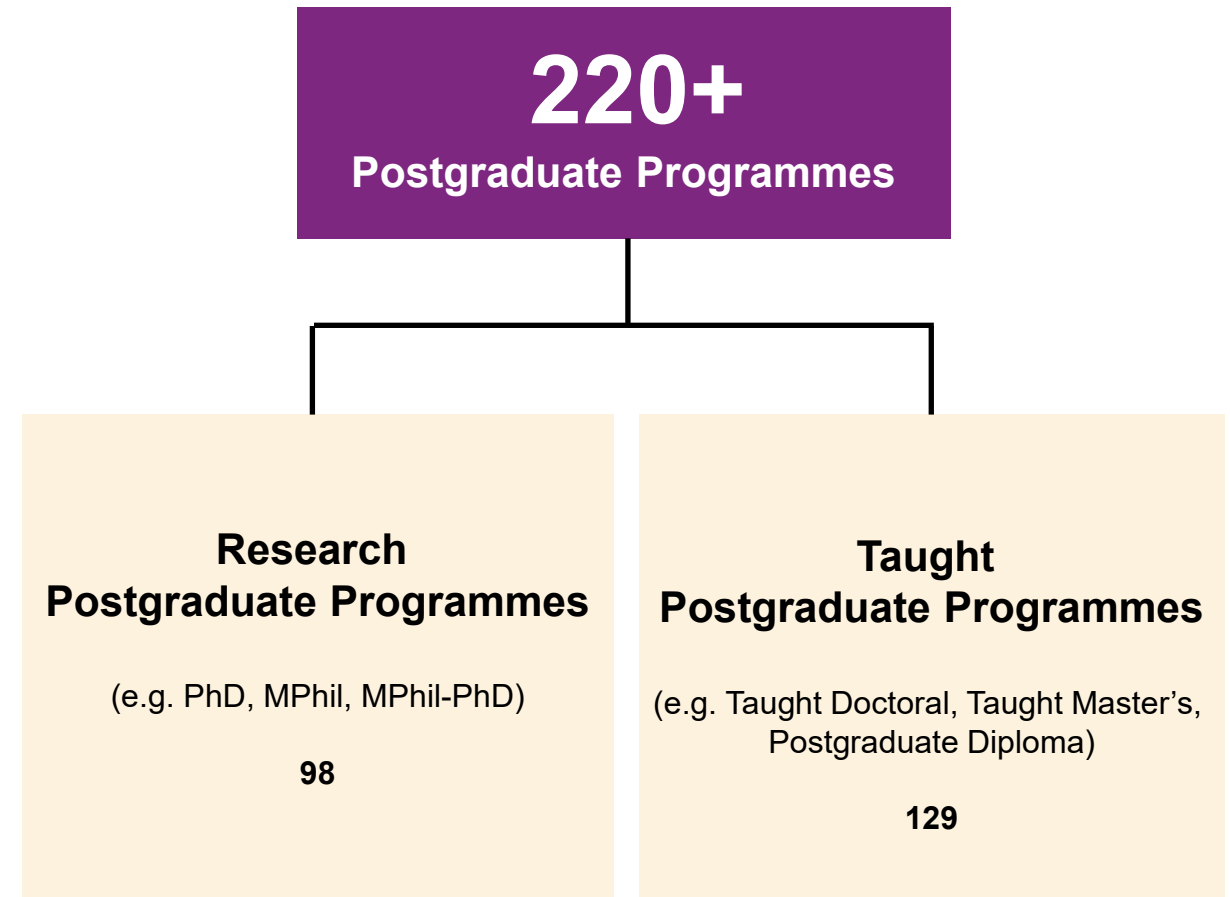 220+
Postgraduate Programmes
Research
Postgraduate Programmes
(e.g. PhD, MPhil, MPhil-PhD)
98
Taught
Postgraduate Programmes
(e.g. Taught Doctoral, Taught Master’s,
Postgraduate Diploma)
129